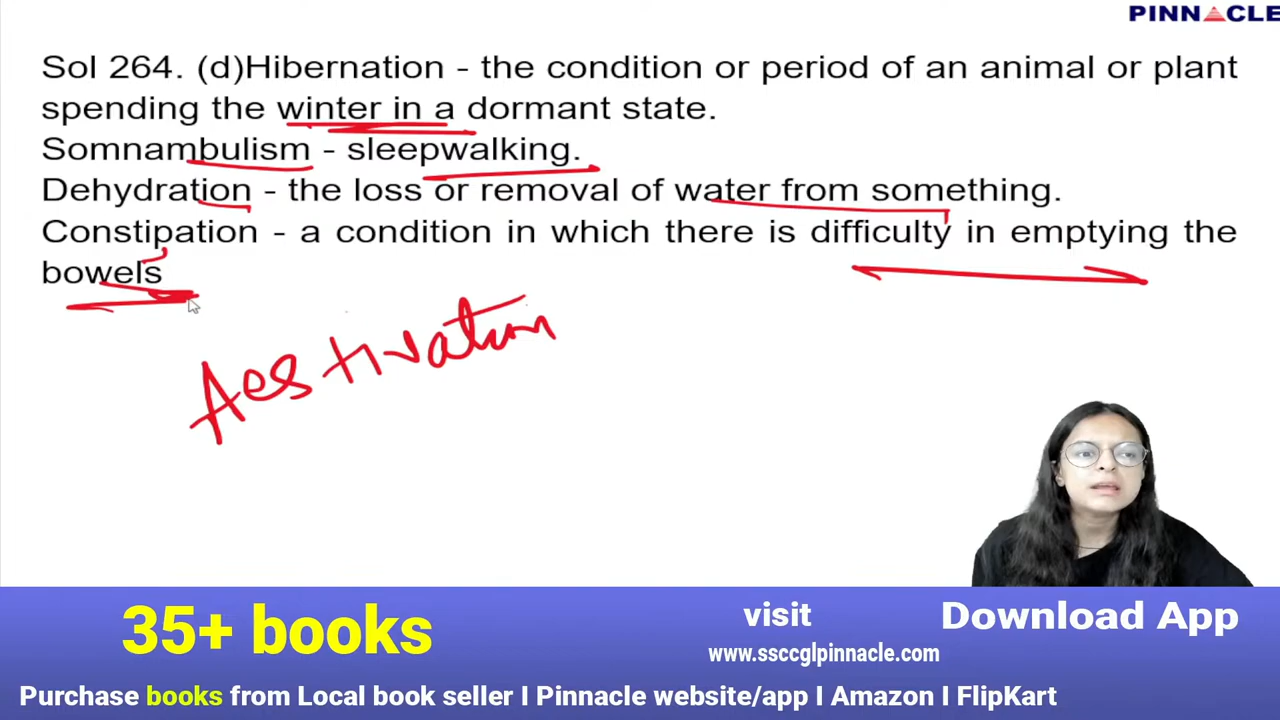 PINNACLE
Sol 264. (d)Hibernation - the condition or period of an animal or plant
spending the winter in a dormant state.
Somnambulism - sleepwalking.
Dehydration - the loss or removal of water from something.
Constipation - a condition in which there is difficulty in emptying the
bowels
Aestivation
35+ books
visit
www.ssccglpinnacle.com
Download App
Purchase books from Local book seller I Pinnacle website/app I Amazon I FlipKart